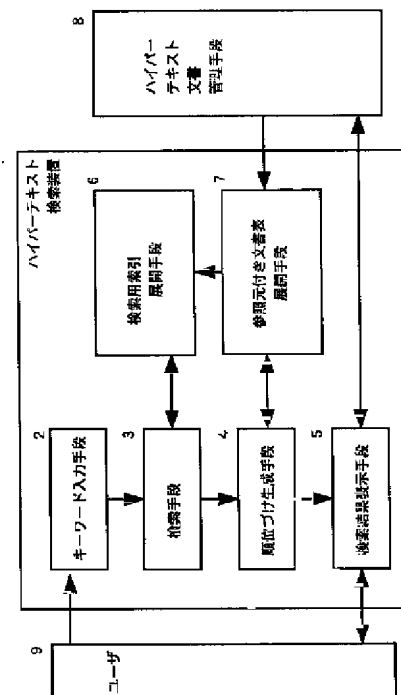 8
ハイパー
テキスト
文書
管理手段
ハイパーテキスト
検索装置
6
検索用索引
展開手段
7
参照元付き文書表
展開手段
2
キーワード入力手段
3
検索手段
4
順位づけ生成手段
5
検索結果表示手段
9
ユーザ